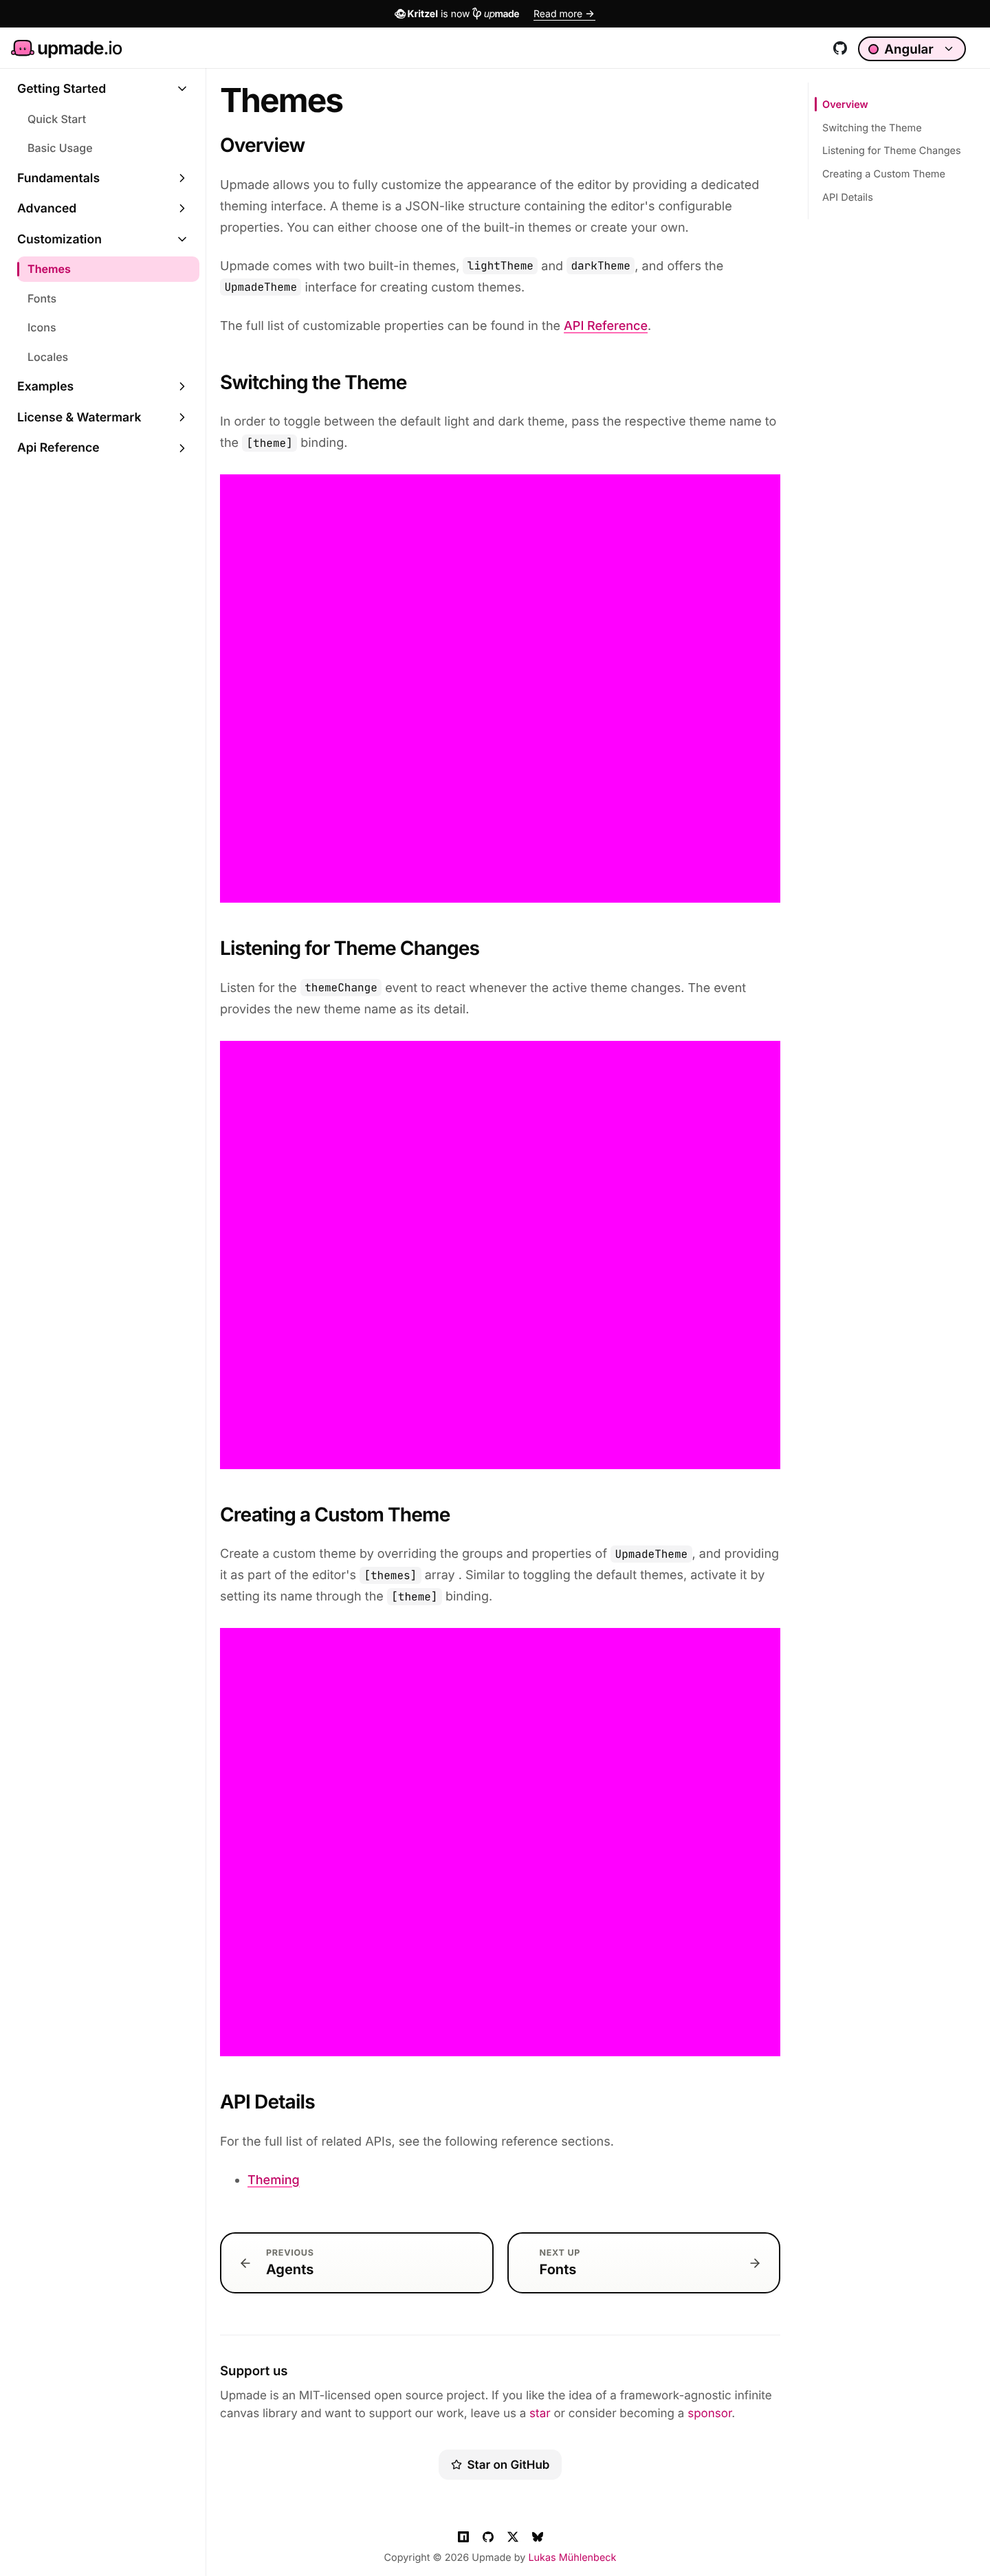 Kritzel is now upmade Read more →
upmade.io
Angular
Getting Started
Quick Start
Basic Usage
Fundamentals
Advanced
Customization
Themes
Fonts
Icons
Locales
Examples
License & Watermark
Api Reference
Themes
Overview
Upmade allows you to fully customize the appearance of the editor by providing a dedicated
theming interface. A theme is a JSON-like structure containing the editor's configurable
properties. You can either choose one of the built-in themes or create your own.
Upmade comes with two built-in themes, lightTheme and darkTheme, and offers the
UpmadeTheme interface for creating custom themes.
The full list of customizable properties can be found in the API Reference.
Switching the Theme
In order to toggle between the default light and dark theme, pass the respective theme name to
the [theme] binding.
Listening for Theme Changes
Listen for the themeChange event to react whenever the active theme changes. The event
provides the new theme name as its detail.
Creating a Custom Theme
Create a custom theme by overriding the groups and properties of UpmadeTheme, and providing
it as part of the editor's [themes] array . Similar to toggling the default themes, activate it by
setting its name through the [theme] binding.
API Details
For the full list of related APIs, see the following reference sections.
• Theming
PREVIOUS
Agents
NEXT UP
Fonts
Support us
Upmade is an MIT-licensed open source project. If you like the idea of a framework-agnostic infinite
canvas library and want to support our work, leave us a star or consider becoming a sponsor.
Star on GitHub
Copyright © 2026 Upmade by Lukas Mühlenbeck
Overview
Switching the Theme
Listening for Theme Changes
Creating a Custom Theme
API Details